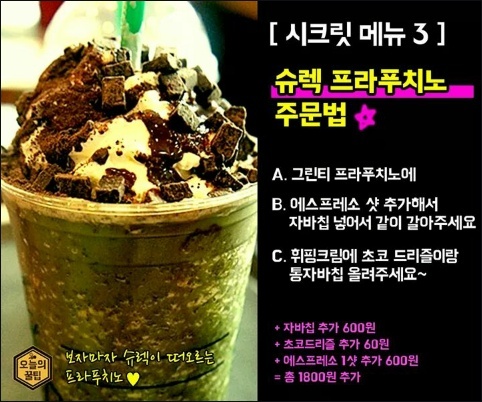 [ 시크릿 메뉴 3 ]
슈렉 프라푸치노
주문법
A. 그린티 프라푸치노에
B. 에스프레소 샷 추가해서
자바칩 넣어서 같이 갈아주세요
C. 휘핑크림에 초코 드리즐이랑
통자바칩 올려주세요~
+ 자바칩 추가 600원
+ 초코드리즐 추가 60원
+ 에스프레소 1샷 추가 600원
= 총 1800원 추가
보자마자 슈렉이 떠오르는
프라푸치노 ♥
오늘의
꿀팁